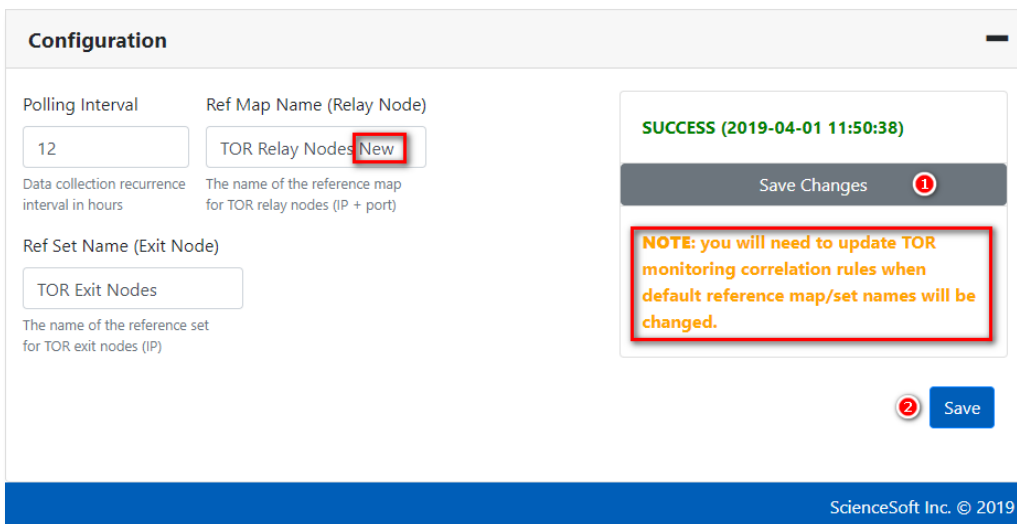 Configuration
Polling Interval
Ref Map Name (Relay Node)
12
TOR Relay Nodes New
Data collection recurrence
interval in hours
The name of the reference map
for TOR relay nodes (IP + port)
Ref Set Name (Exit Node)
TOR Exit Nodes
The name of the reference set
for TOR exit nodes (IP)
SUCCESS (2019-04-01 11:50:38)
Save Changes 1
NOTE: you will need to update TOR
monitoring correlation rules when
default reference map/set names will be
changed.
2 Save
ScienceSoft Inc. © 2019